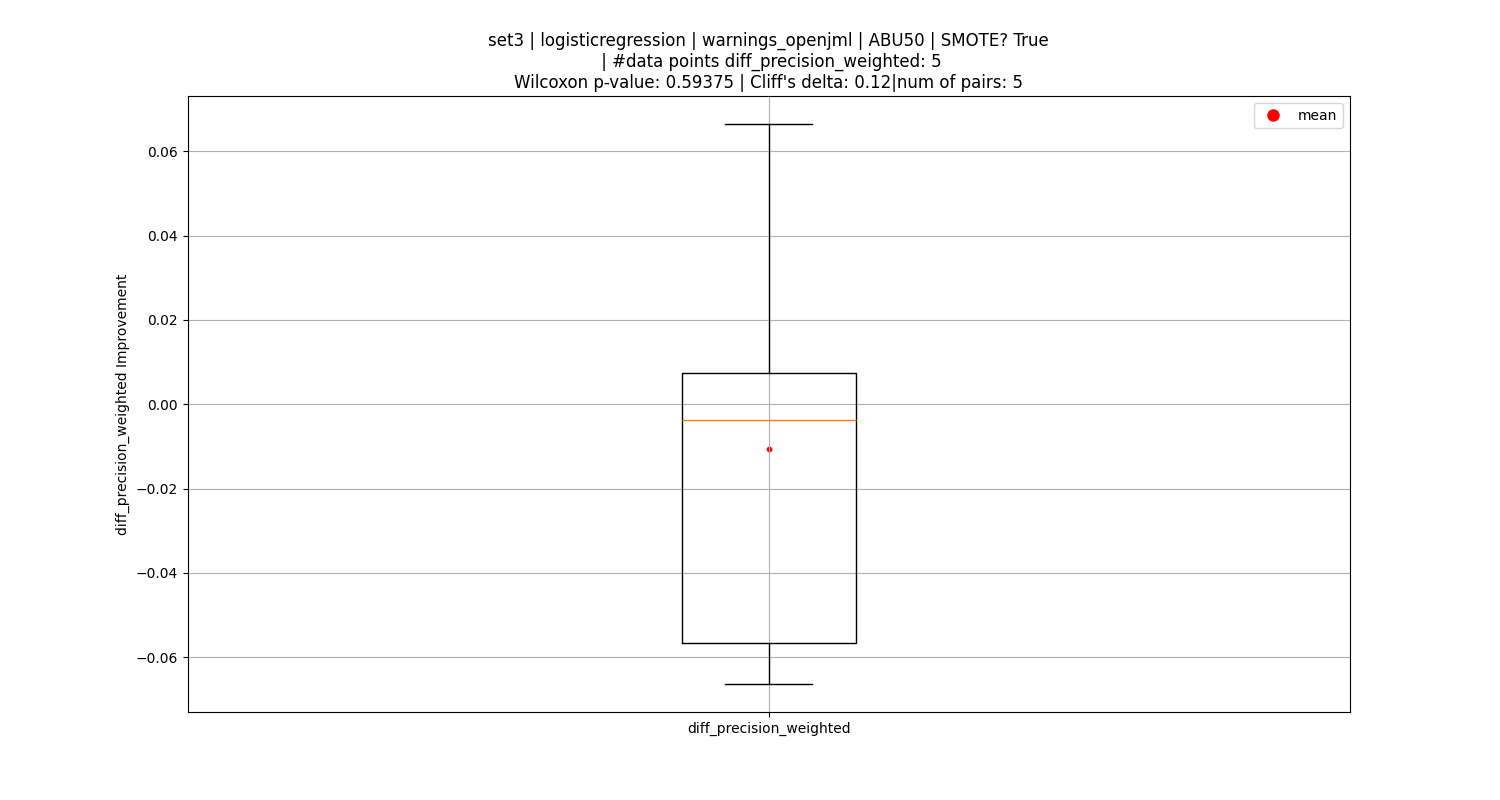 set3 | logisticregression | warnings_openjml | ABU50 | SMOTE? True
| #data points diff_precision_weighted: 5
Wilcoxon p-value: 0.59375 | Cliff's delta: 0.12|num of pairs: 5
mean
0.06
0.04
0.02
0.00
−0.02
−0.04
−0.06
diff_precision_weighted Improvement
diff_precision_weighted